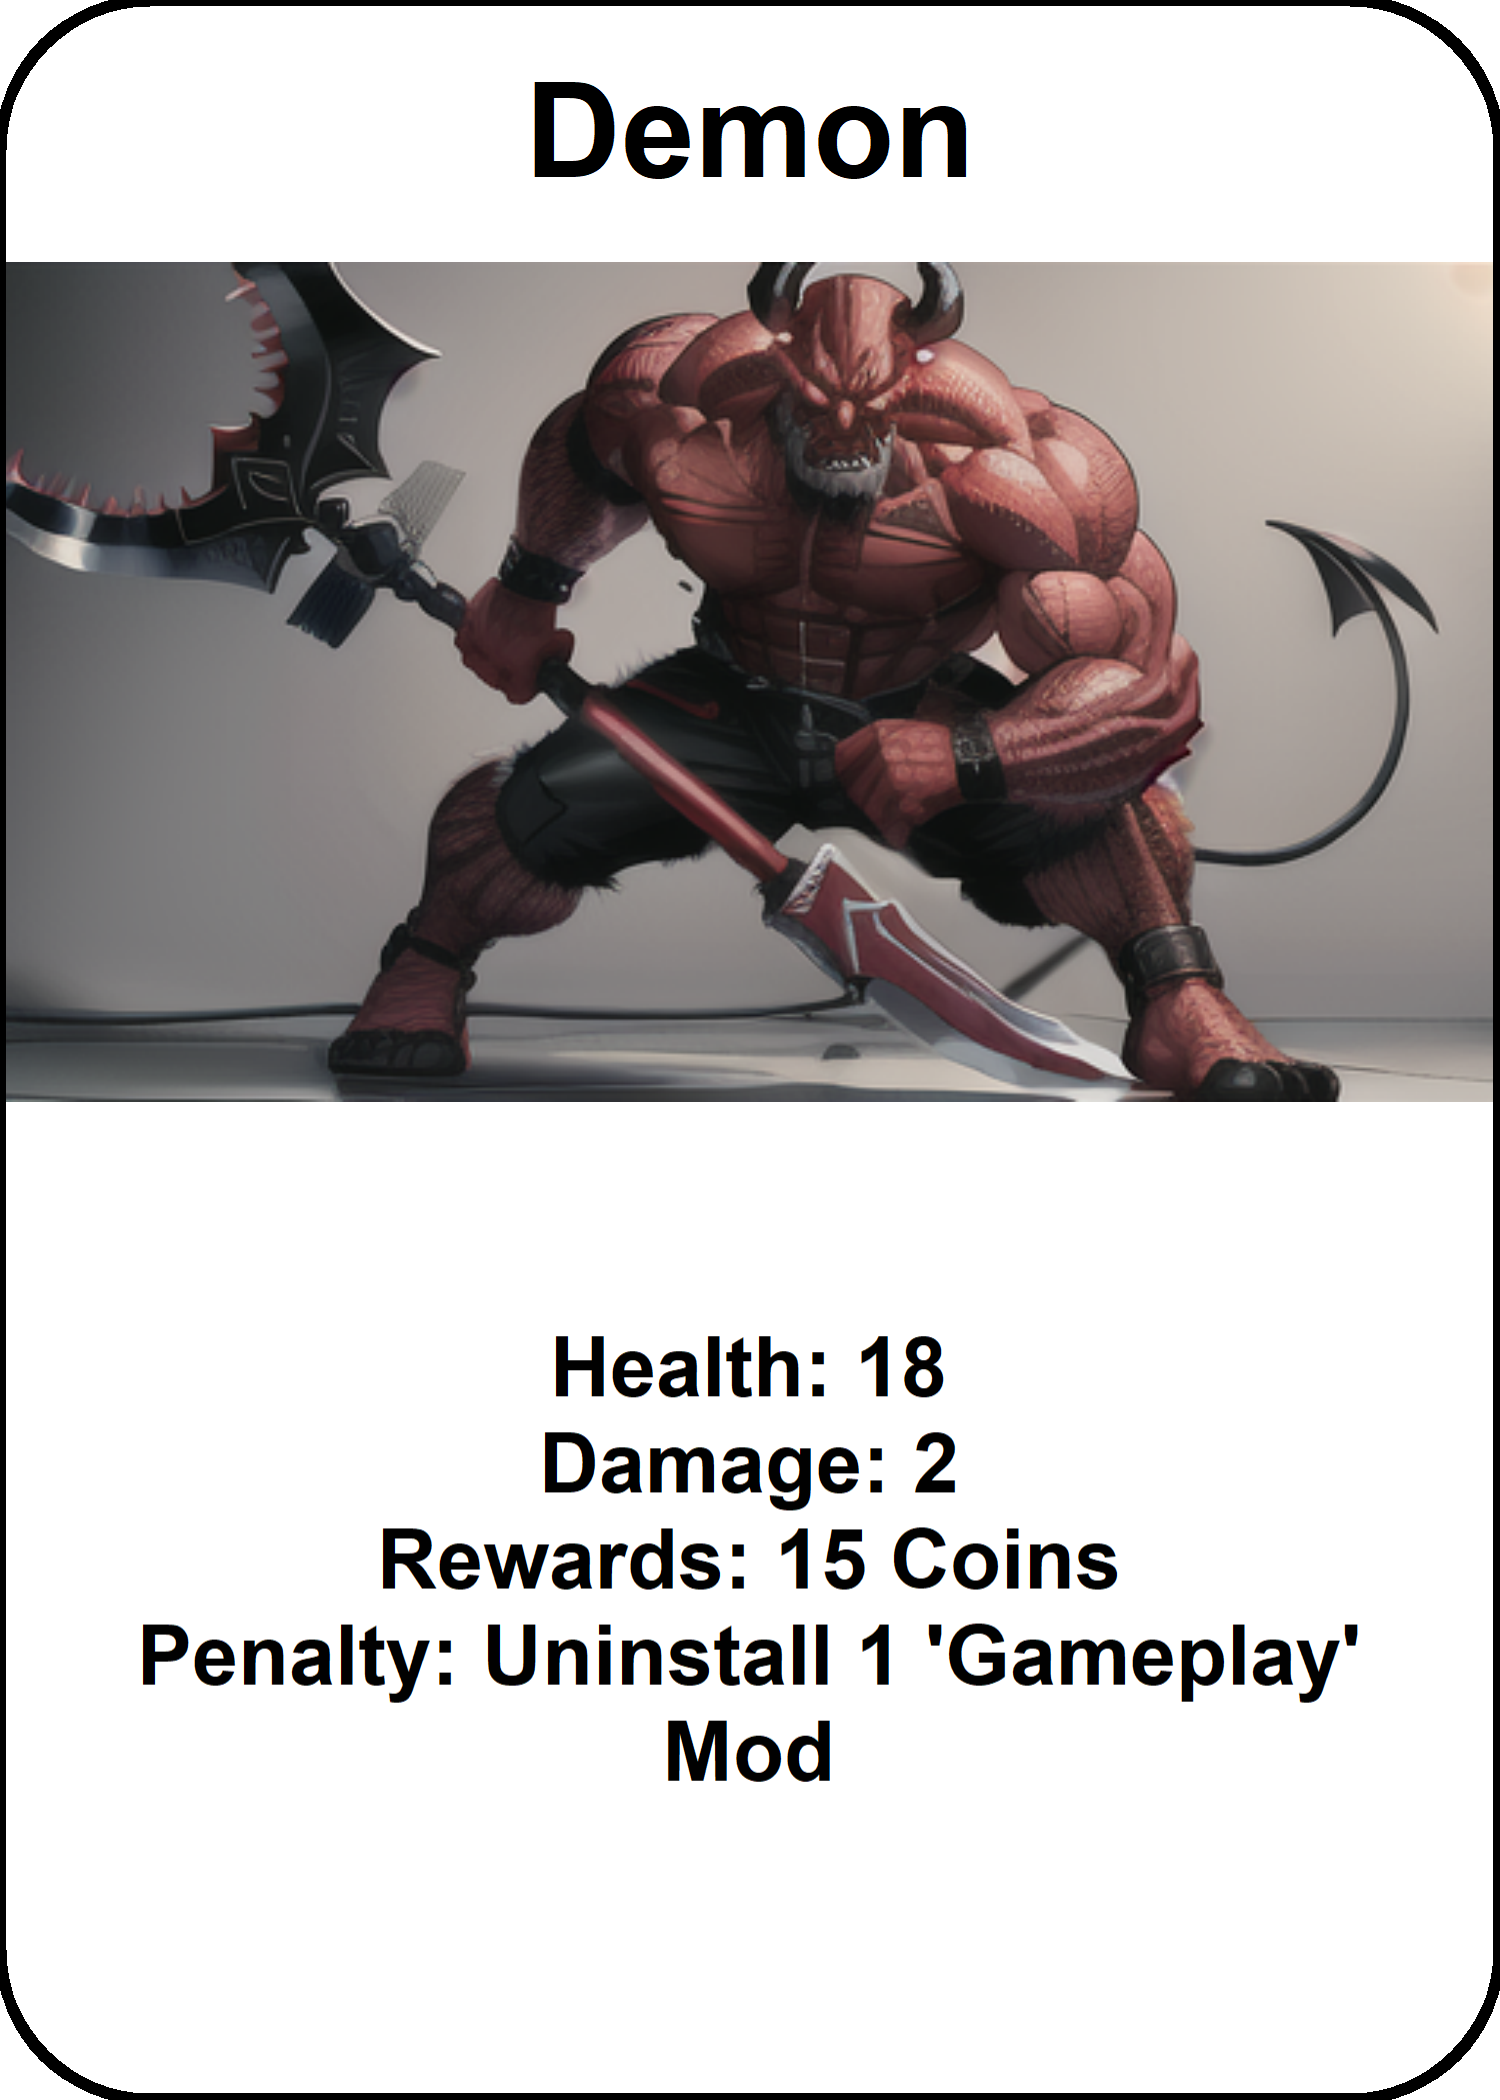 Demon
Health: 18
Damage: 2
Rewards: 15 Coins
Penalty: Uninstall 1 'Gameplay'
Mod